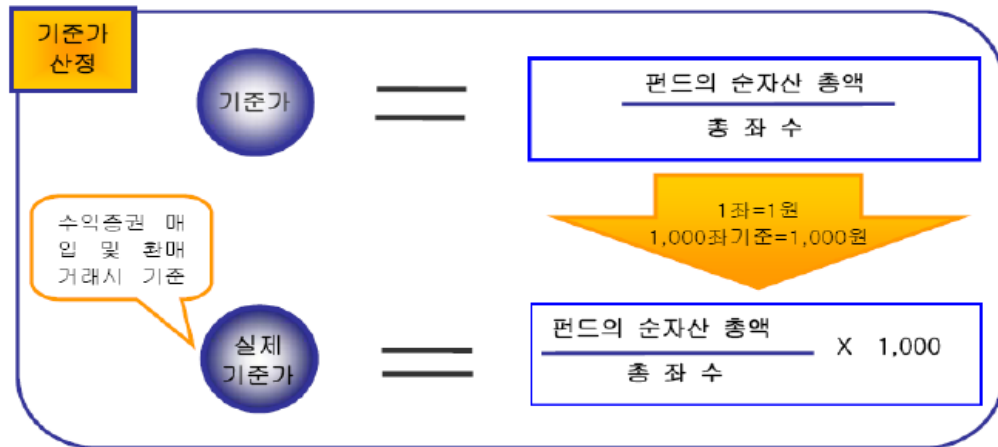 기준가
산정
기준가
펀드의 순자산 총액
총 좌 수
수익증권 매
입 및 환매
거래시 기준
1좌=1원
1,000좌기준=1,000원
실제
기준가
펀드의 순자산 총액
총 좌 수
X 1,000